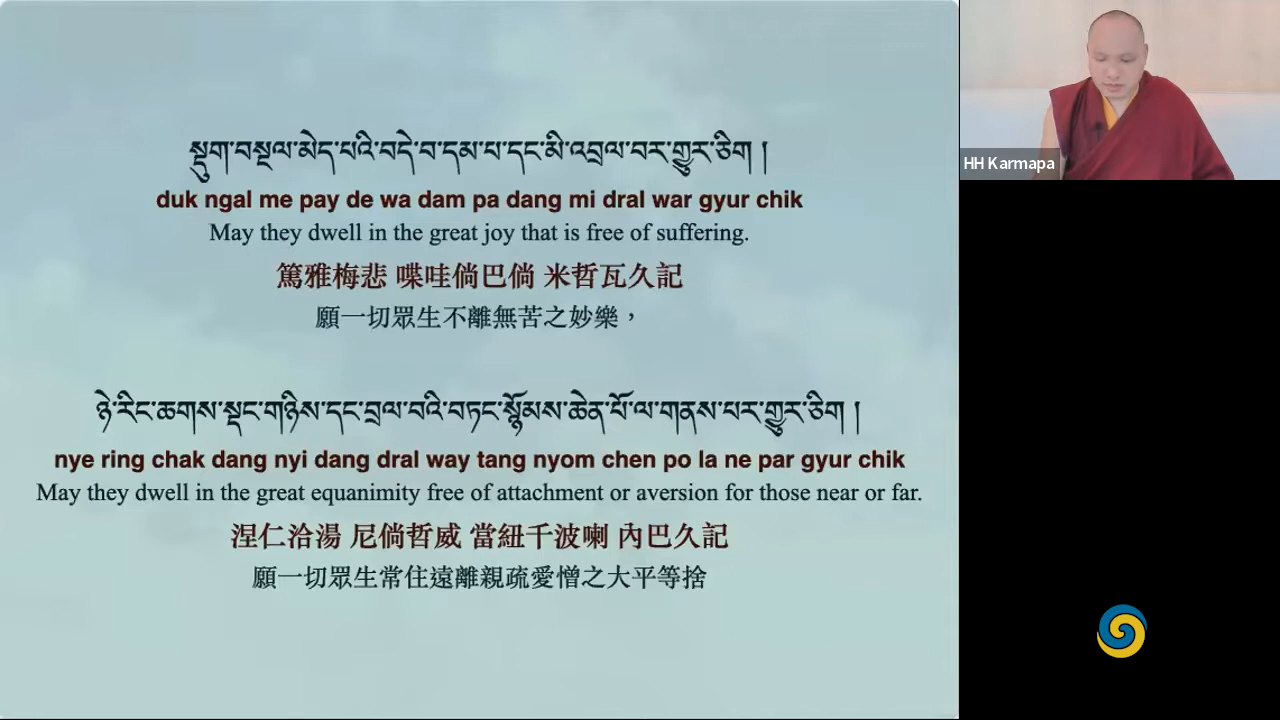 སྡུག་བསྔལ་མེད་པའི་བདེ་བ་དམ་པ་དང་མི་འབྲལ་བར་གྱུར་ཅིག །
duk ngal me pay de wa dam pa dang mi dral war gyur chik
May they dwell in the great joy that is free of suffering.
篤雅梅悲 喋哇倘巴倘 米哲瓦久記
願一切眾生不離無苦之妙樂，
ཉེ་རིང་ཆགས་སྡང་གཉིས་དང་བྲལ་བའི་བཏང་སྙོམས་ཆེན་པོ་ལ་གནས་པར་གྱུར་ཅིག །
nye ring chak dang nyi dang dral way tang nyom chen po la ne par gyur chik
May they dwell in the great equanimity free of attachment or aversion for those near or far.
涅仁洽湯 尼倘哲威 當紐千波喇 內巴久記
願一切眾生常住遠離親疏愛憎之大平等捨
HH Karmapa